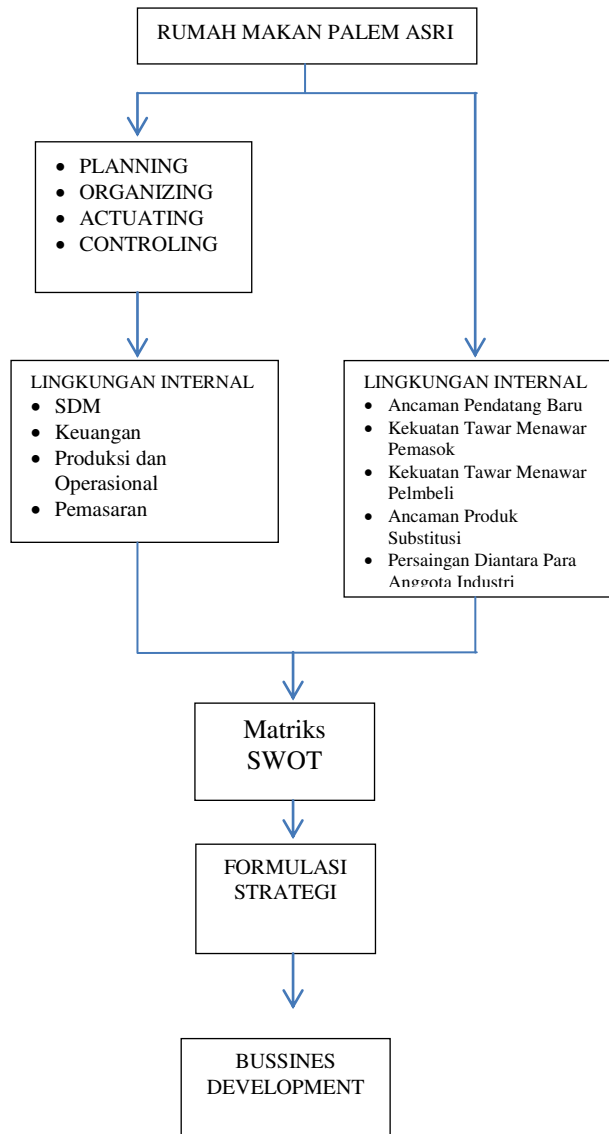 RUMAH MAKAN PALEM ASRI
• PLANNING
• ORGANIZING
• ACTUATING
• CONTROLING
LINGKUNGAN INTERNAL
• SDM
• Keuangan
• Produksi dan
Operasional
• Pemasaran
LINGKUNGAN INTERNAL
• Ancaman Pendatang Baru
• Kekuatan Tawar Menawar
Pemasok
• Kekuatan Tawar Menawar
Pelmbeli
• Ancaman Produk
Substitusi
• Persaingan Diantara Para
Anggota Industri
Matriks
SWOT
FORMULASI
STRATEGI
BUSSINES
DEVELOPMENT